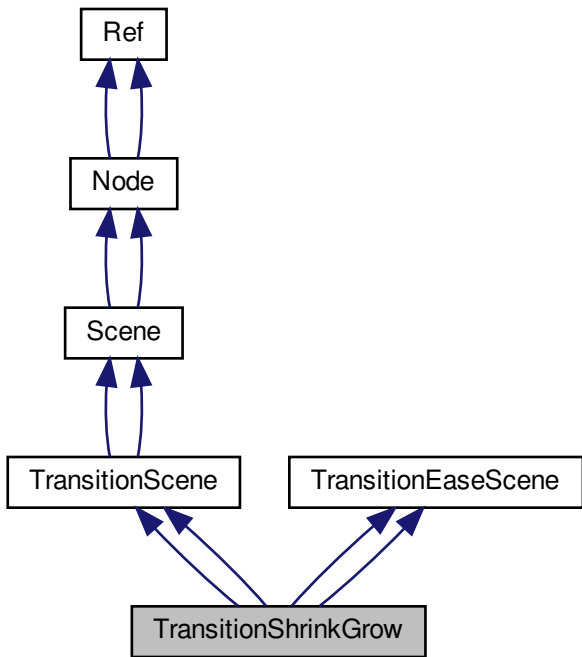 Ref
Node
Scene
TransitionScene
TransitionEaseScene
TransitionShrinkGrow